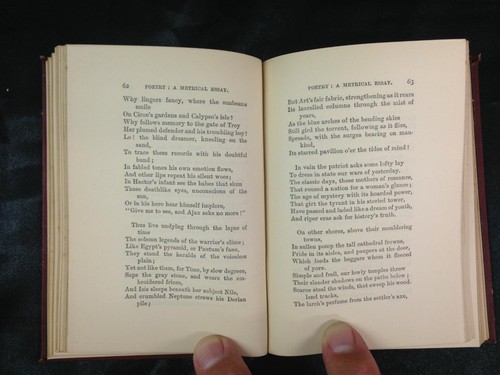 62 POETRY: A METRICAL ESSAY.
Why lingers fancy, where the sunbeams
smile
On Circe's gardens and Calypso's isle?
Why follows memory to the gate of Troy
Her plumed defender and his trembling boy?
Lo! the blind dreamer, kneeling on the
sand,
To trace these records with his doubtful
hand;
In fabled tones his own emotion flows,
And other lips repeat his silent woes;
In Hector's infant see the babes that shun
Those deathlike eyes, unconscious of the
sun,
Or in his hero hear himself implore,
"Give me to see, and Ajax asks no more!"
Thus live undying through the lapse of
time
The solemn legends of the warrior's clime;
Like Egypt's pyramid, or Pæstum's fane,
They stand the heralds of the voiceless
plain;
Yet not like them, for Time, by slow degrees,
Saps the gray stone, and wears the em-
broidered frieze,
And Isis sleeps beneath her subject Nile,
And crumbled Neptune strews his Dorian
pile;
POETRY: A METRICAL ESSAY. 63
But Art's fair fabric, strengthening as it rears
Its laurelled columns through the mist of
years,
As the blue arches of the bending skies
Still gird the torrent, following as it flies,
Spreads, with the surges bearing on man-
kind,
Its starred pavilion o'er the tides of mind!
In vain the patriot asks some lofty lay
To dress in state our wars of yesterday.
The classic days, those mothers of romance,
That roused a nation for a woman's glance;
The age of mystery with its hoarded power,
That girt the tyrant in his storied tower,
Have passed and faded like a dream of youth,
And riper eras ask for history's truth.
On other shores, above their mouldering
towns,
In sullen pomp the tall cathedral frowns,
Pride in its aisles, and paupers at the door,
Which feeds the beggars whom it fleeced
of yore.
Simple and frail, our lowly temples throw
Their slender shadows on the paths below;
Scarce steal the winds, that sweep his wood-
land tracks,
The larch's perfume from the settler's axe,